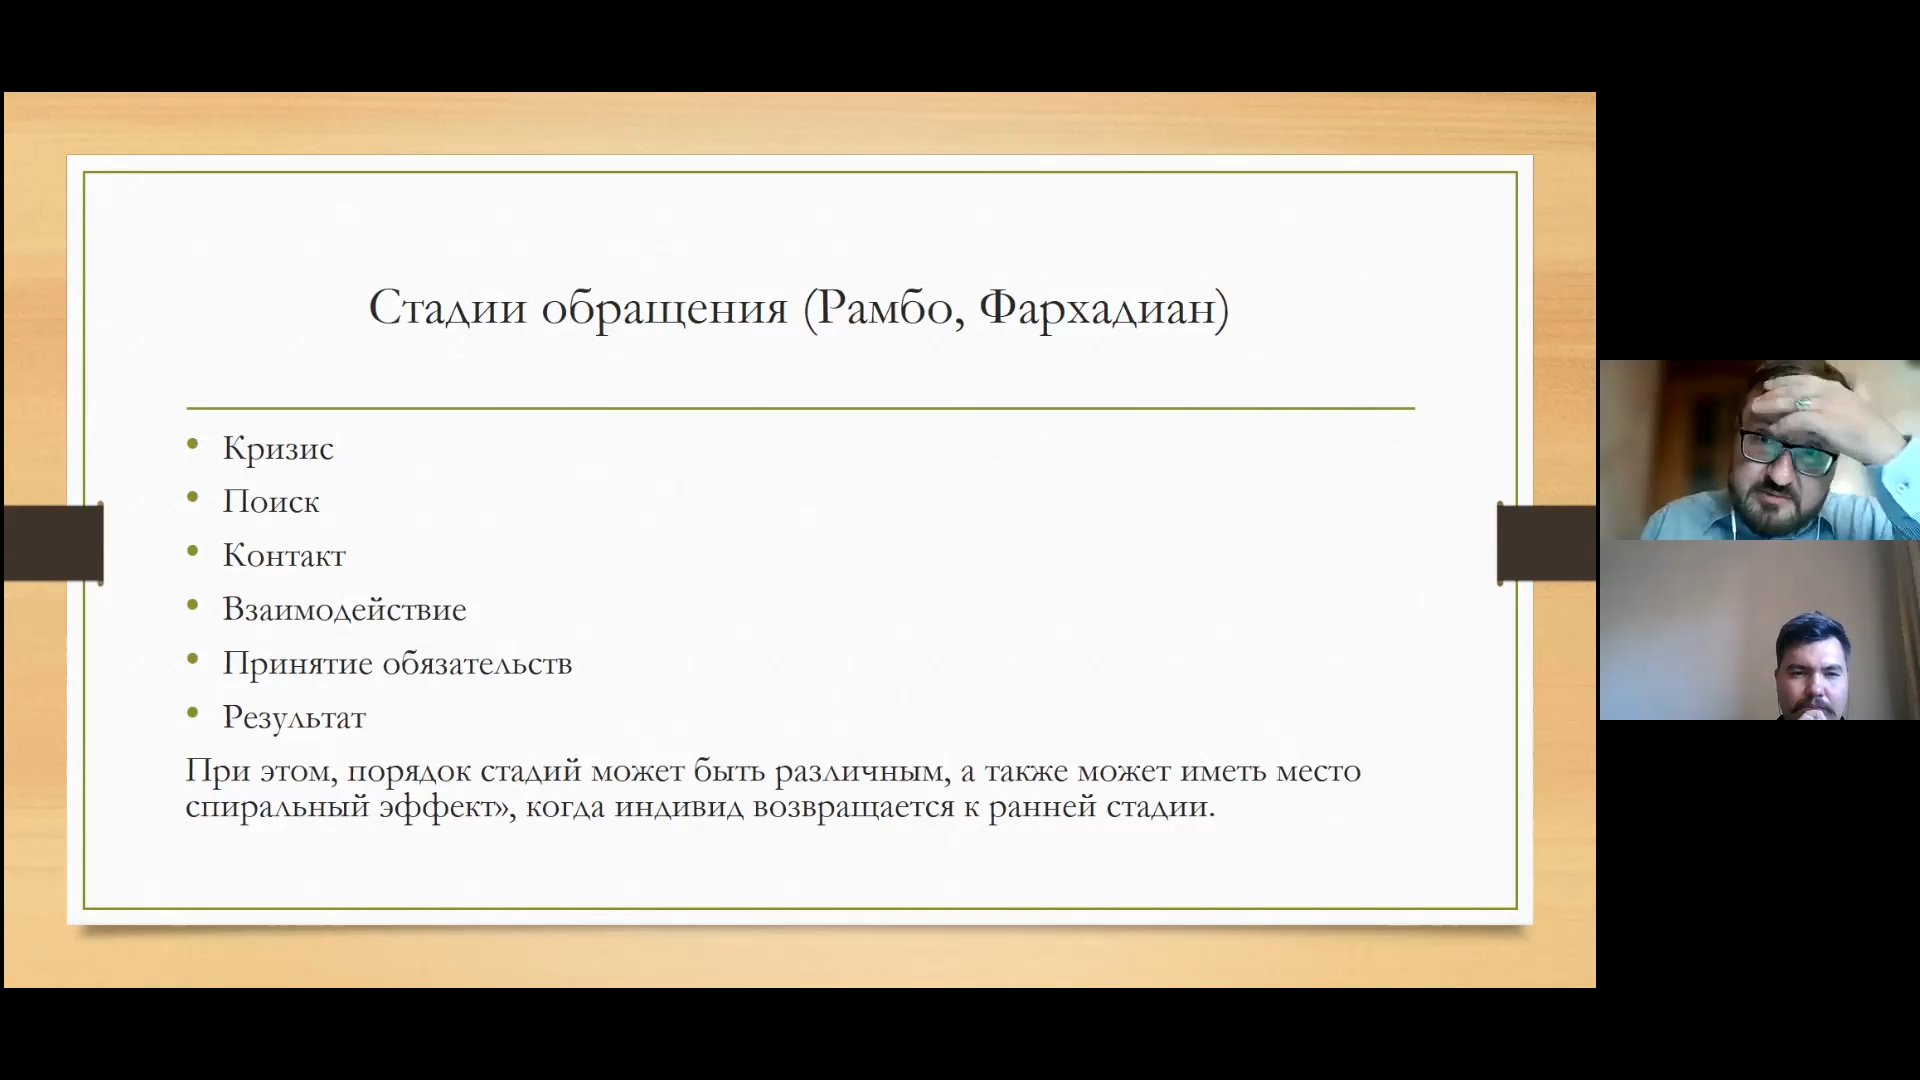 Стадии обращения (Рамбо, Фархадиан)
• Кризис
• Поиск
• Контакт
• Взаимодействие
• Принятие обязательств
• Результат
При этом, порядок стадий может быть различным, а также может иметь место
спиральный эффект», когда индивид возвращается к ранней стадии.